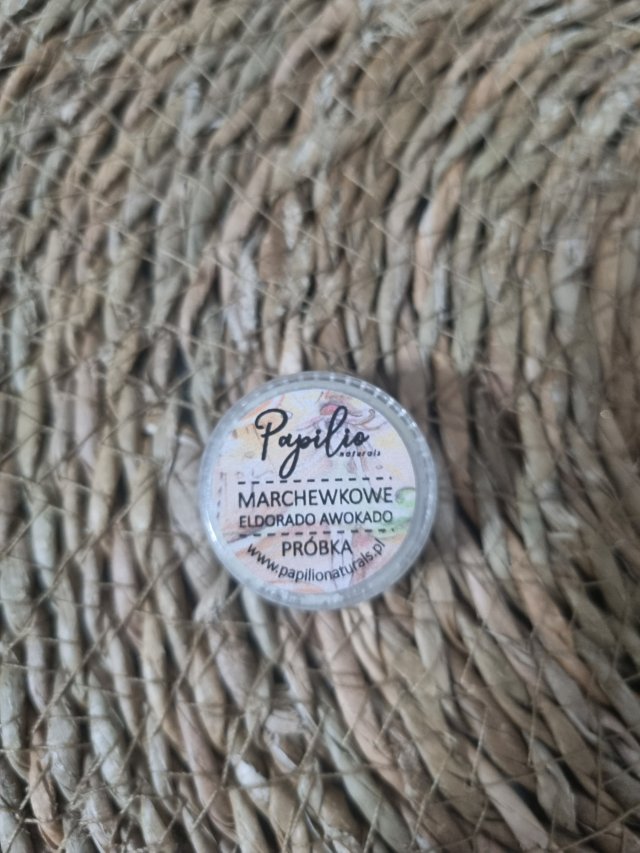 Papilio
naturals
MARCHEWKOWE
ELDORADO AWOKADO
PRÓBKA
www.papilionaturals.pl